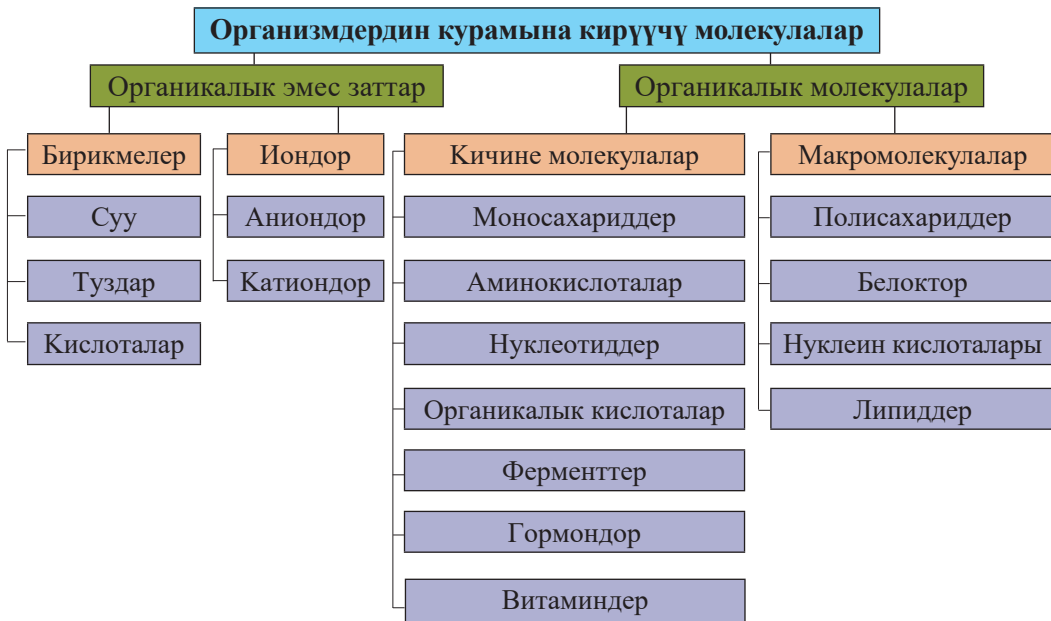 Организмдердин курамына кирүүчү молекулалар
Органикалык эмес заттар
Органикалык молекулалар
Бирикмелер
Иондор
Кичине молекулалар
Макромолекулалар
Суу
Аниондор
Моносахариддер
Полисахариддер
Туздар
Катиондор
Аминокислоталар
Белоктор
Кислоталар
Нуклеотиддер
Нуклеин кислоталары
Органикалык кислоталар
Липиддер
Ферменттер
Гормондор
Витаминдер